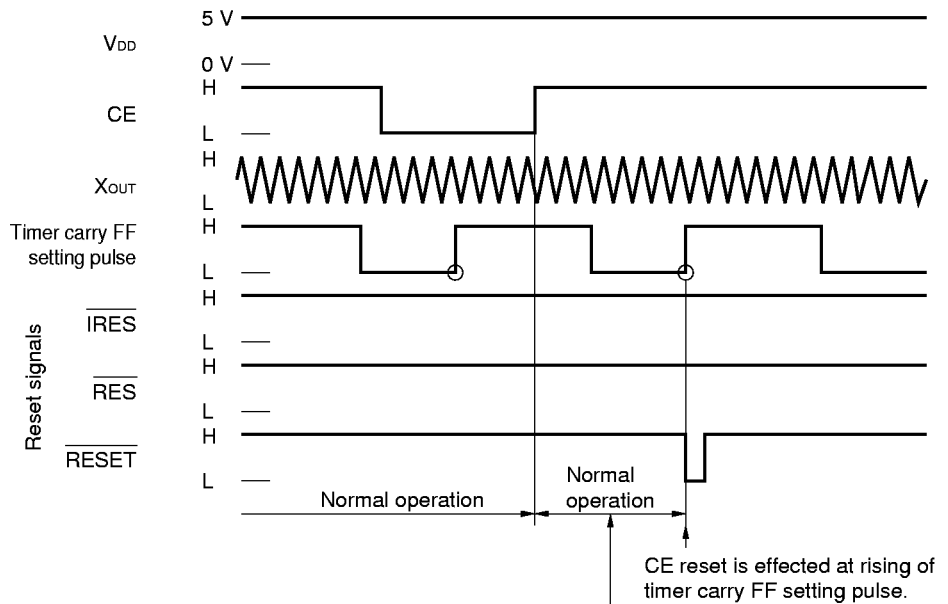 5 V
VDD
0 V
H
CE
L
H
XOUT
L
Timer carry FF
setting pulse
H
L
Reset signals
H
IRES
L
H
RES
L
H
RESET
L
Normal operation
Normal
operation
CE reset is effected at rising of
timer carry FF setting pulse.